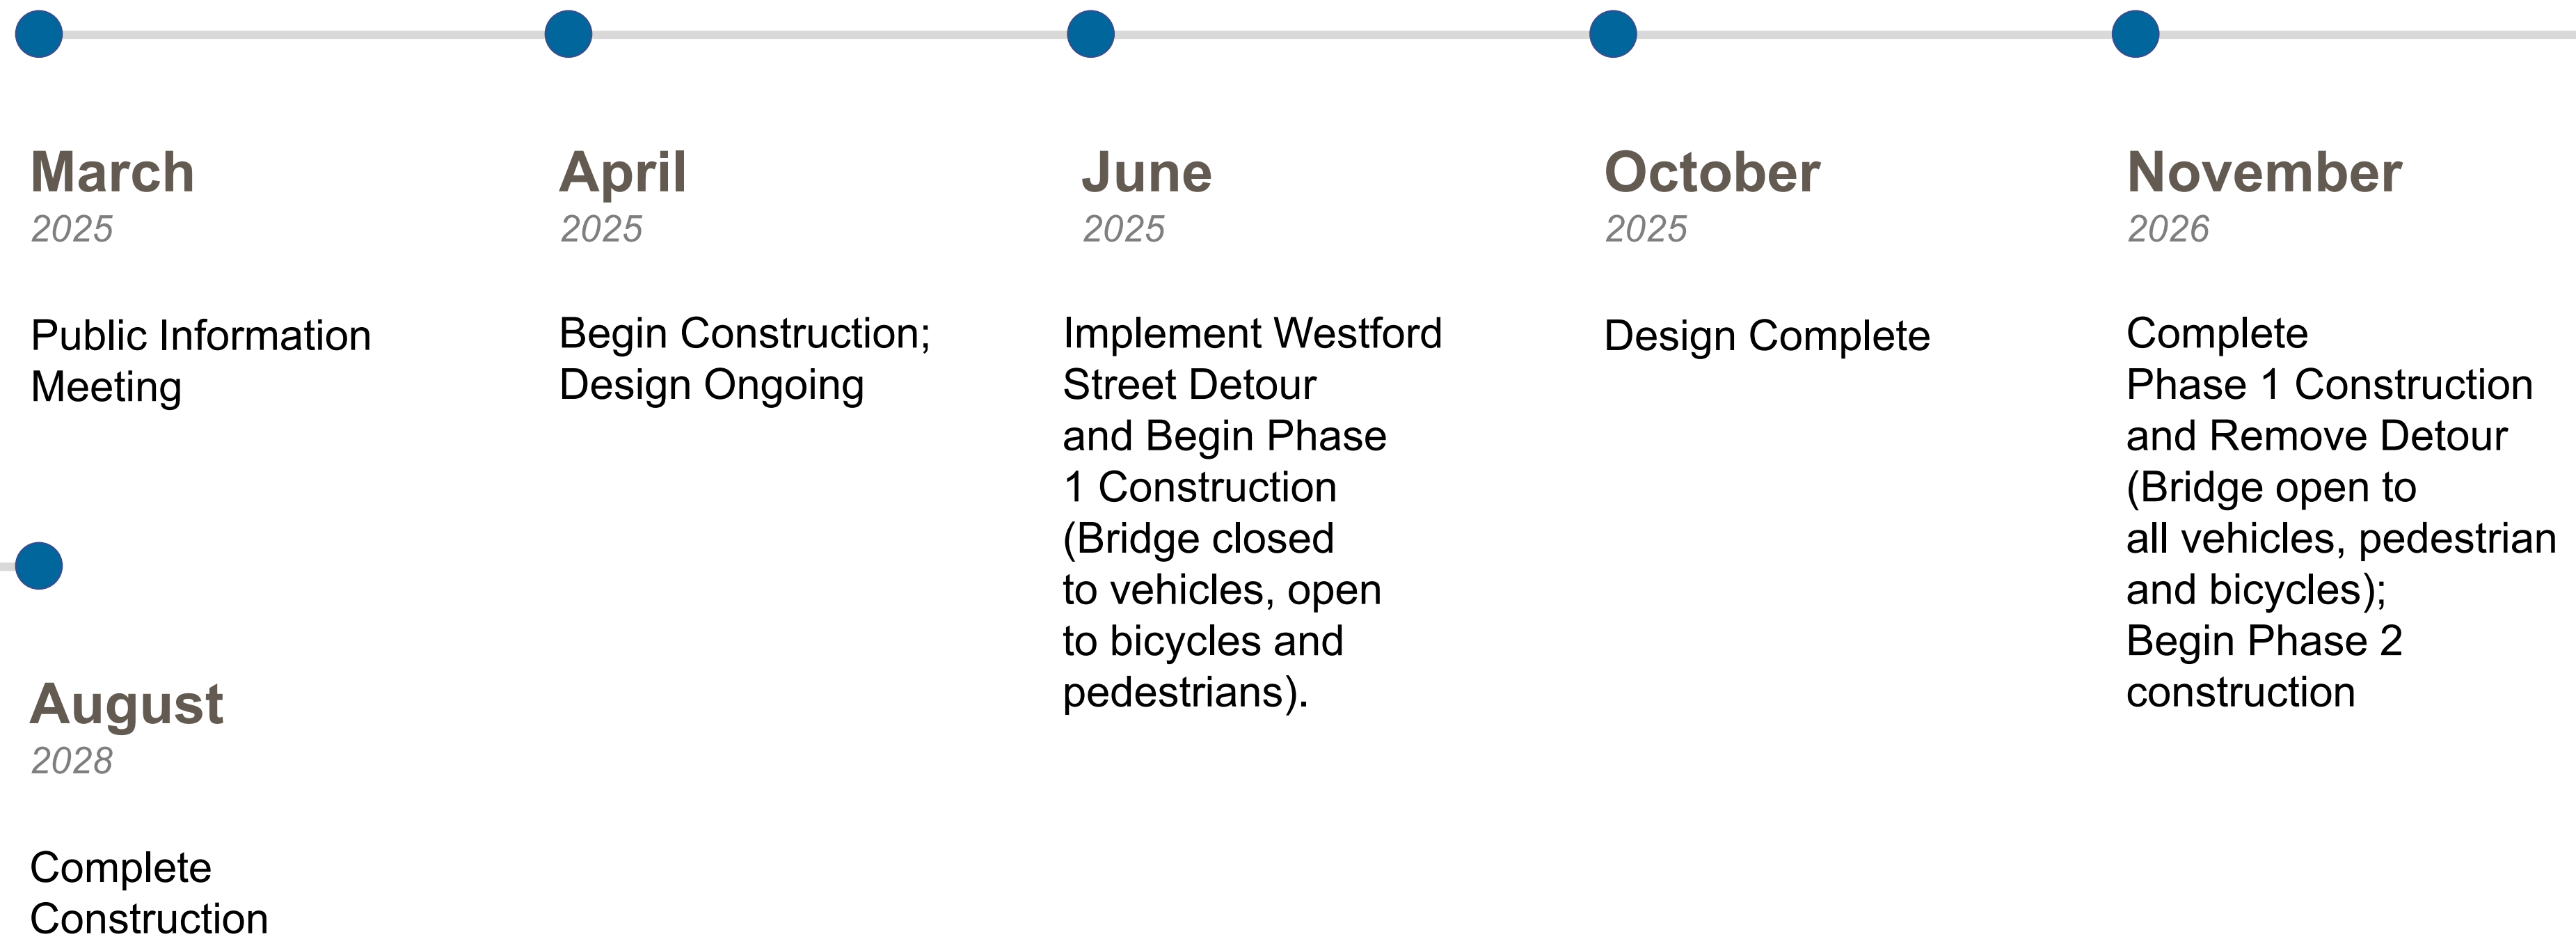 March
2025
Public Information
Meeting
April
2025
Begin Construction;
Design Ongoing
June
2025
Implement Westford
Street Detour
and Begin Phase
1 Construction
(Bridge closed
to vehicles, open
to bicycles and
pedestrians).
October
2025
Design Complete
November
2026
Complete
Phase 1 Construction
and Remove Detour
(Bridge open to
all vehicles, pedestrian
and bicycles);
Begin Phase 2
construction
August
2028
Complete
Construction